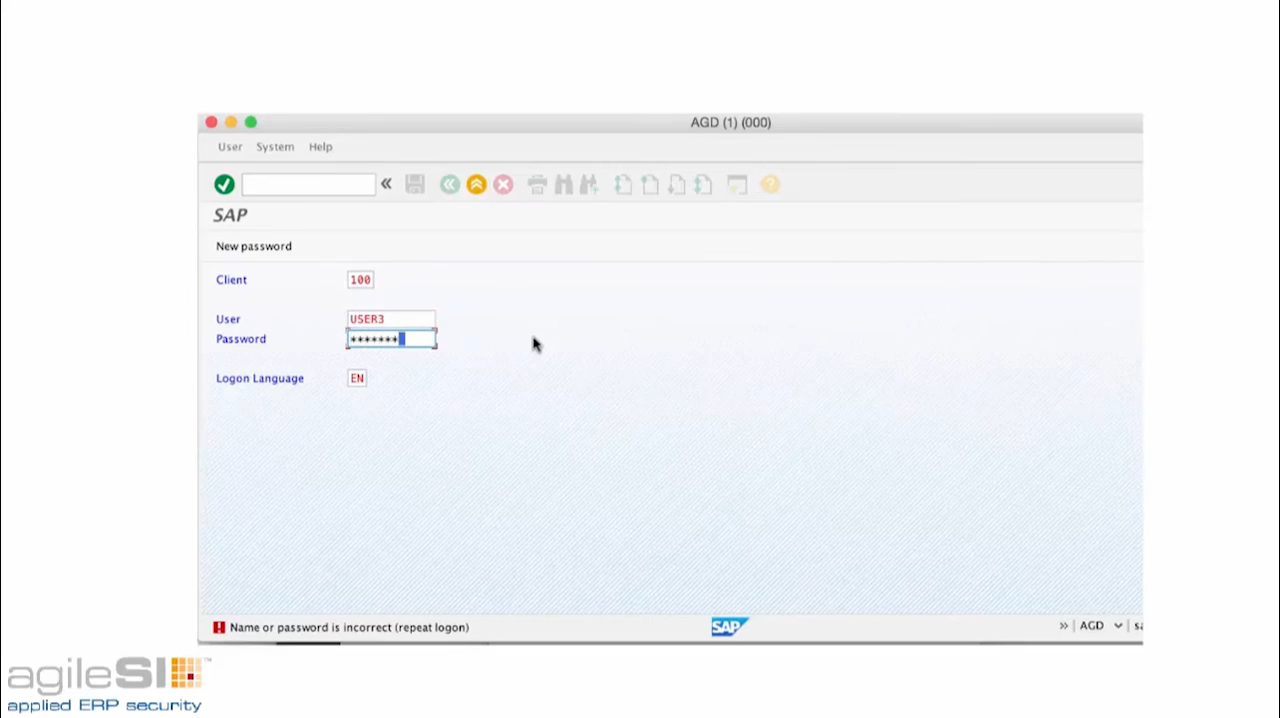 AGD (1) (000)
User System Help
SAP
New password
Client 100
User USER3
Password *******
Logon Language EN
Name or password is incorrect (repeat logon)
SAP
AGD
agileSI™
applied ERP security